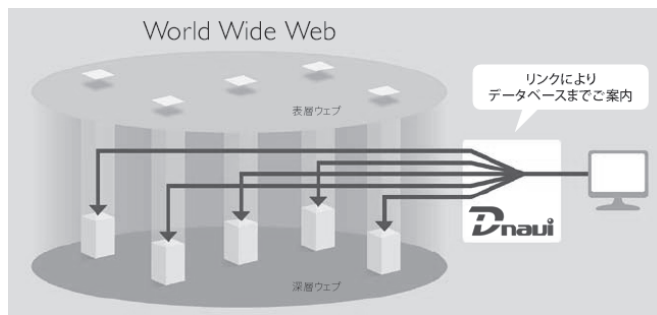 World Wide Web
リンクにより
データベースまでご案内
表層ウェブ
Dnavi
深層ウェブ